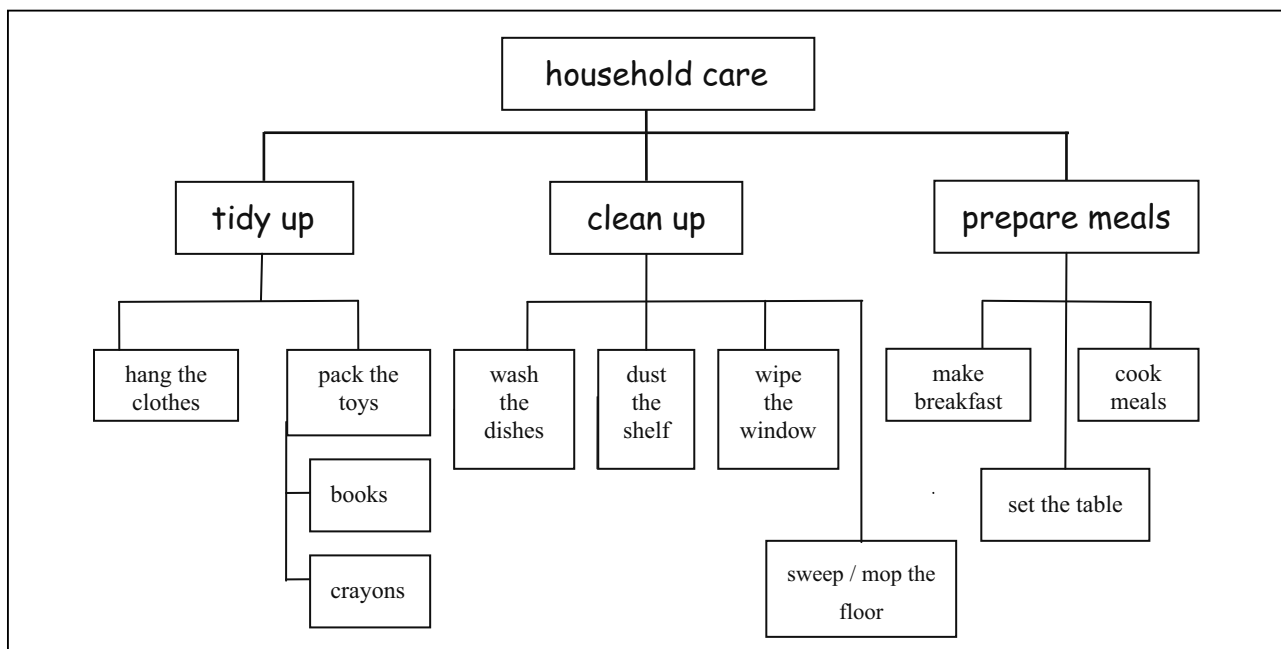 household care
tidy up
clean up
prepare meals
hang the
clothes
pack the
toys
books
crayons
wash
the
dishes
dust
the
shelf
wipe
the
window
sweep / mop the
floor
make
breakfast
cook
meals
set the table